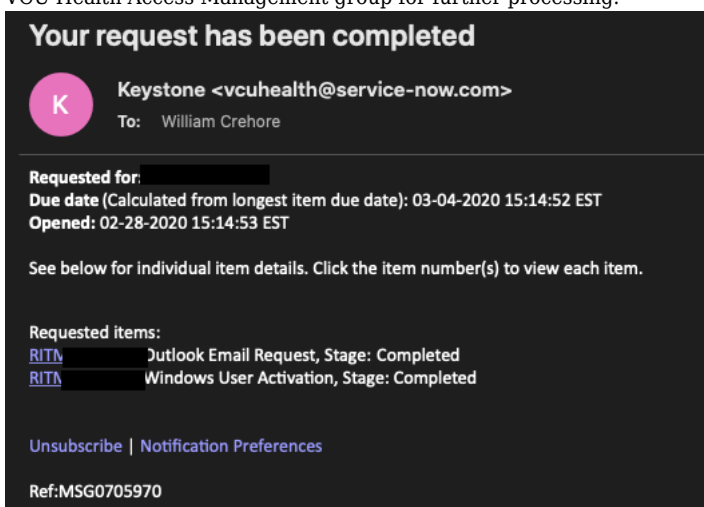 VCU Health Access Management group for further processing.
Your request has been completed
K
Keystone <vcuhealth@service-now.com>
To: William Crehore
Requested for:
Due date (Calculated from longest item due date): 03-04-2020 15:14:52 EST
Opened: 02-28-2020 15:14:53 EST
See below for individual item details. Click the item number(s) to view each item.
Requested items:
RITM Outlook Email Request, Stage: Completed
RITM Windows User Activation, Stage: Completed
Unsubscribe | Notification Preferences
Ref:MSG0705970